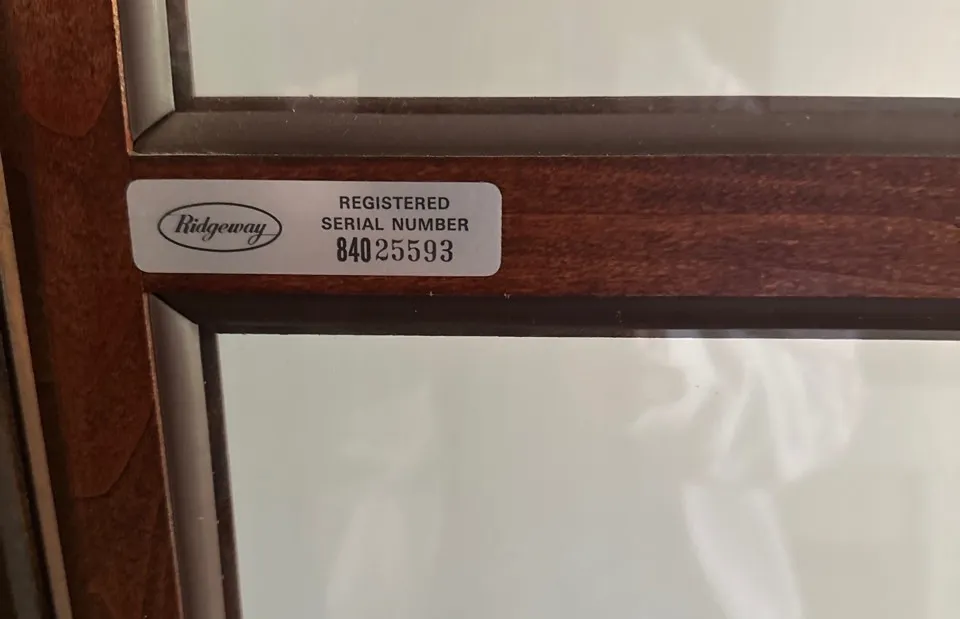 Ridgeway
REGISTERED
SERIAL NUMBER
84025593